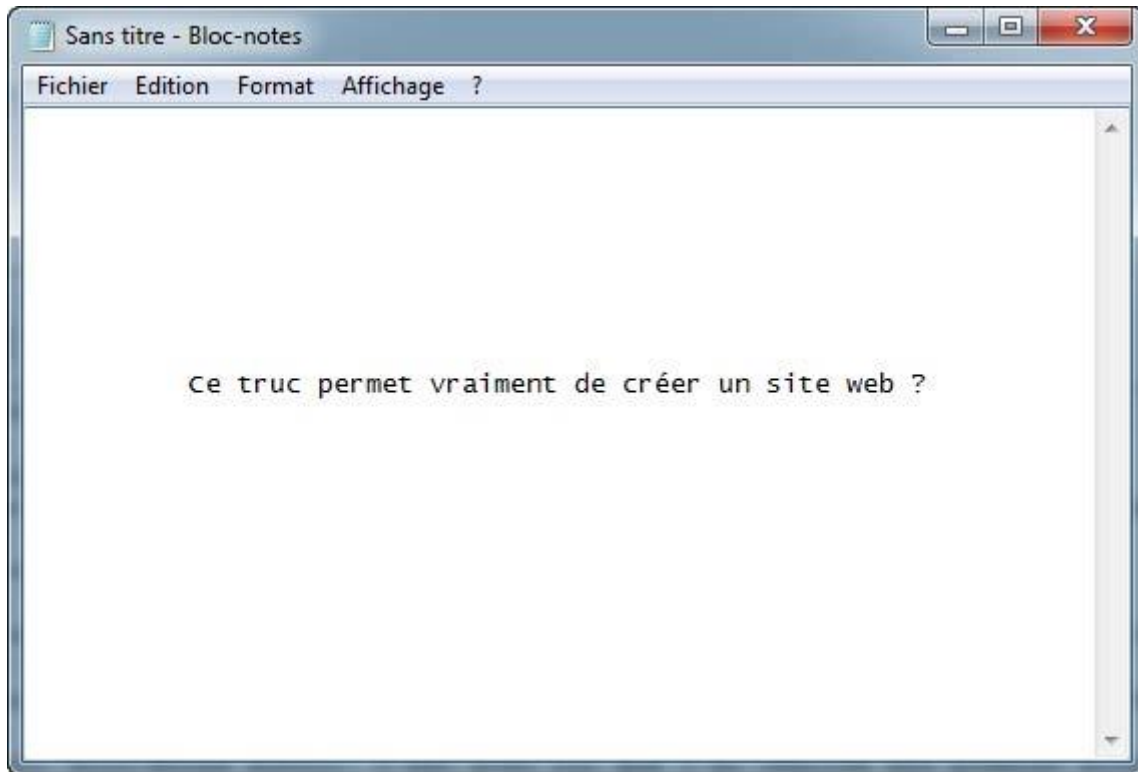 Sans titre - Bloc-notes
Fichier Edition Format Affichage ?
Ce truc permet vraiment de créer un site web ?